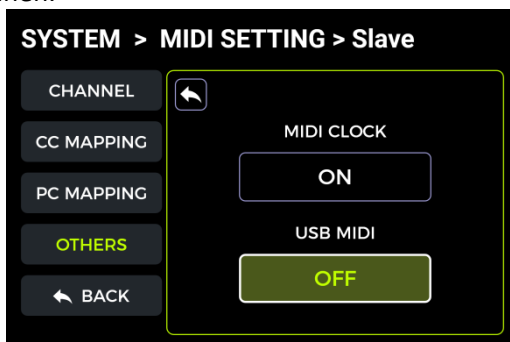 SYSTEM > MIDI SETTING > Slave
CHANNEL
CC MAPPING
PC MAPPING
OTHERS
BACK
MIDI CLOCK
ON
USB MIDI
OFF